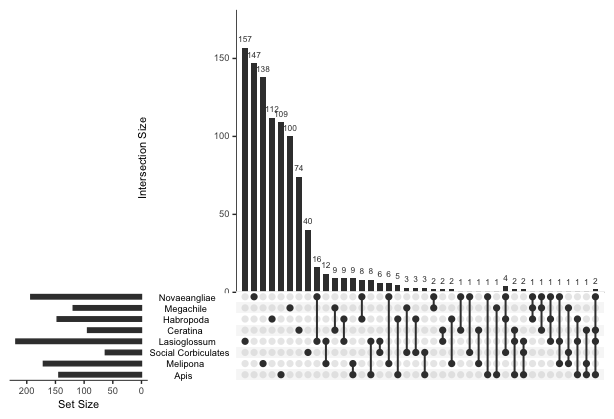 157
147
138
112
109
100
74
40
16 12 9 9 9 8 8 6 6 5 3 3 3 2 2 2 1 1 1 1 1 4 2 2 1 1 1 1 1 1 1 2
150
100
50
0
Intersection Size
Novaeangliae
Megachile
Habropoda
Ceratina
Lasioglossum
Social Corbiculates
Melipona
Apis
200 150 100 50 0
Set Size